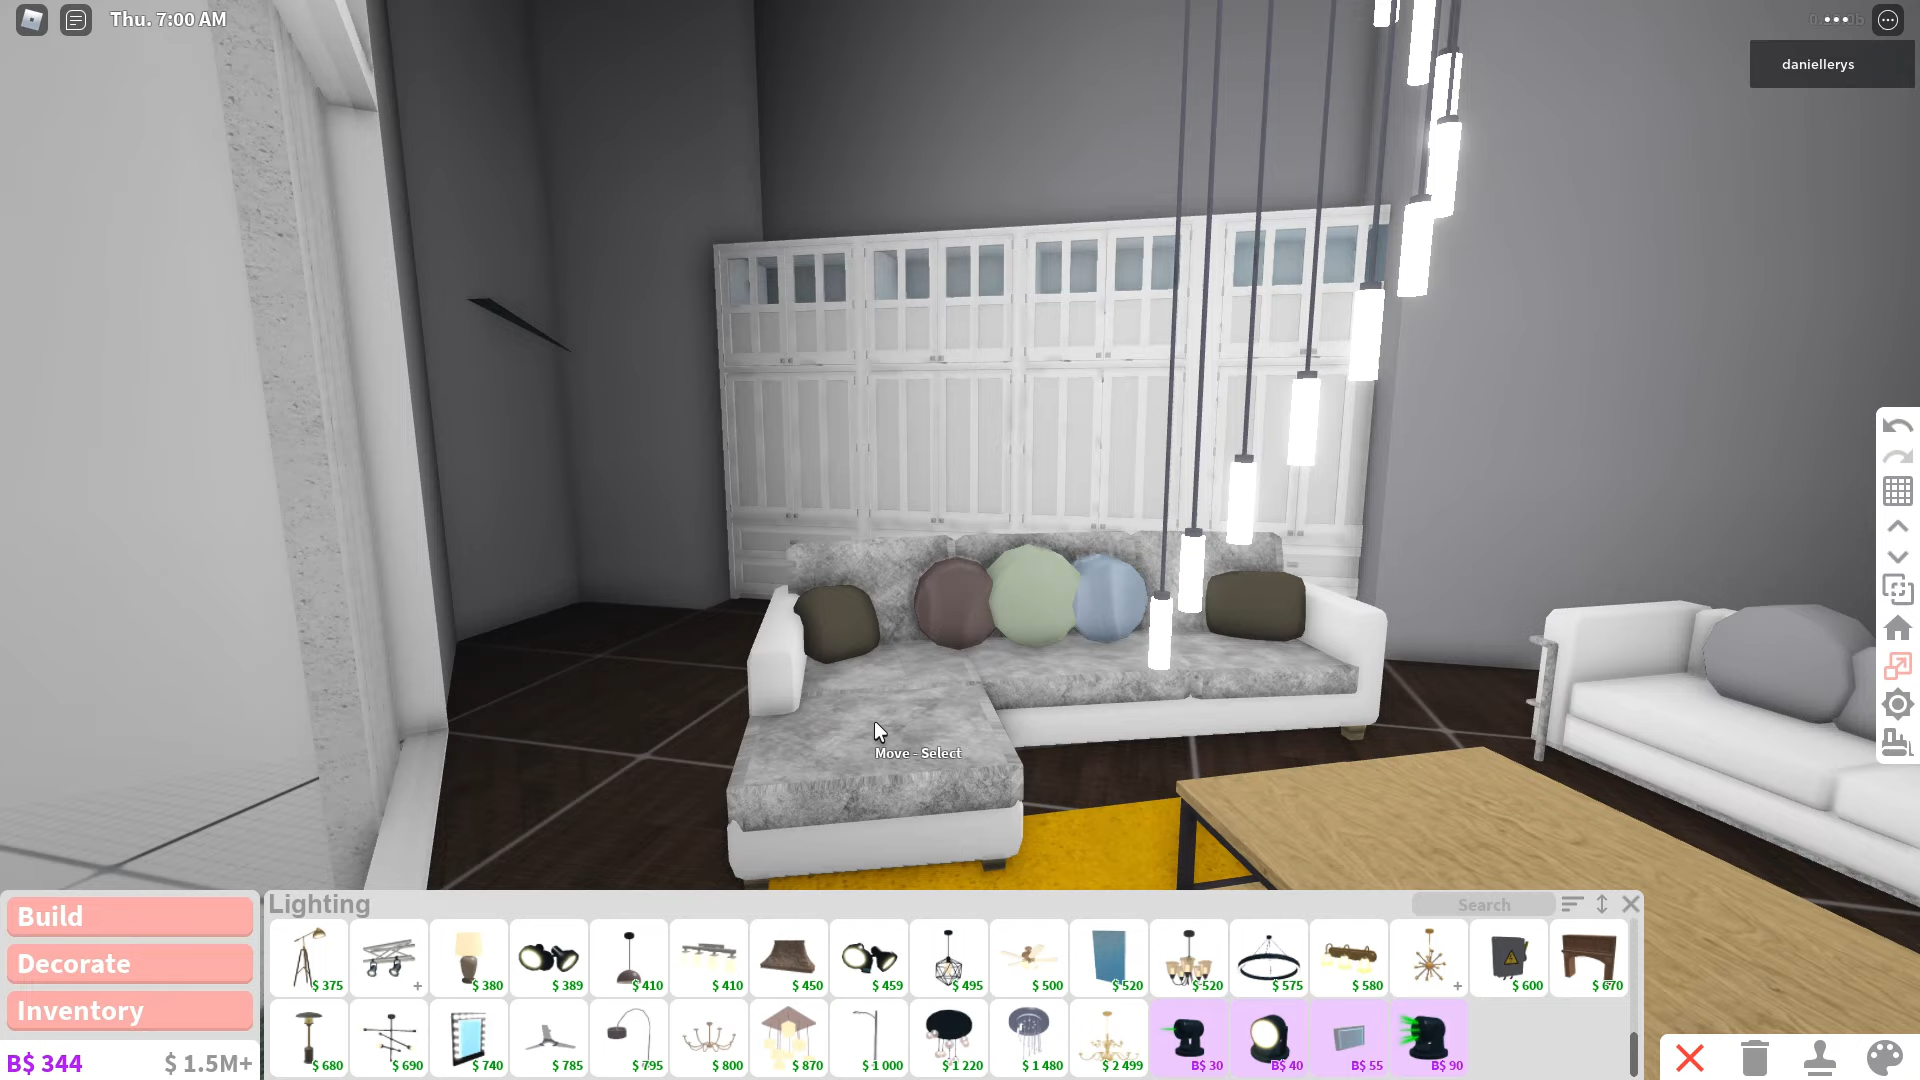 Thu. 7:00 AM
daniellerys
Move - Select
Build
Decorate
Inventory
B$ 344
$ 1.5M+
Lighting
Search
$ 375
+
$ 380
$ 389
$ 410
$ 410
$ 450
$ 459
$ 495
$ 500
$ 520
$ 520
$ 575
$ 580
+
$ 600
$ 670
$ 680
$ 690
$ 740
$ 785
$ 795
$ 800
$ 870
$ 1 000
$ 1 220
$ 1 480
$ 2 499
B$ 30
B$ 40
B$ 55
B$ 90